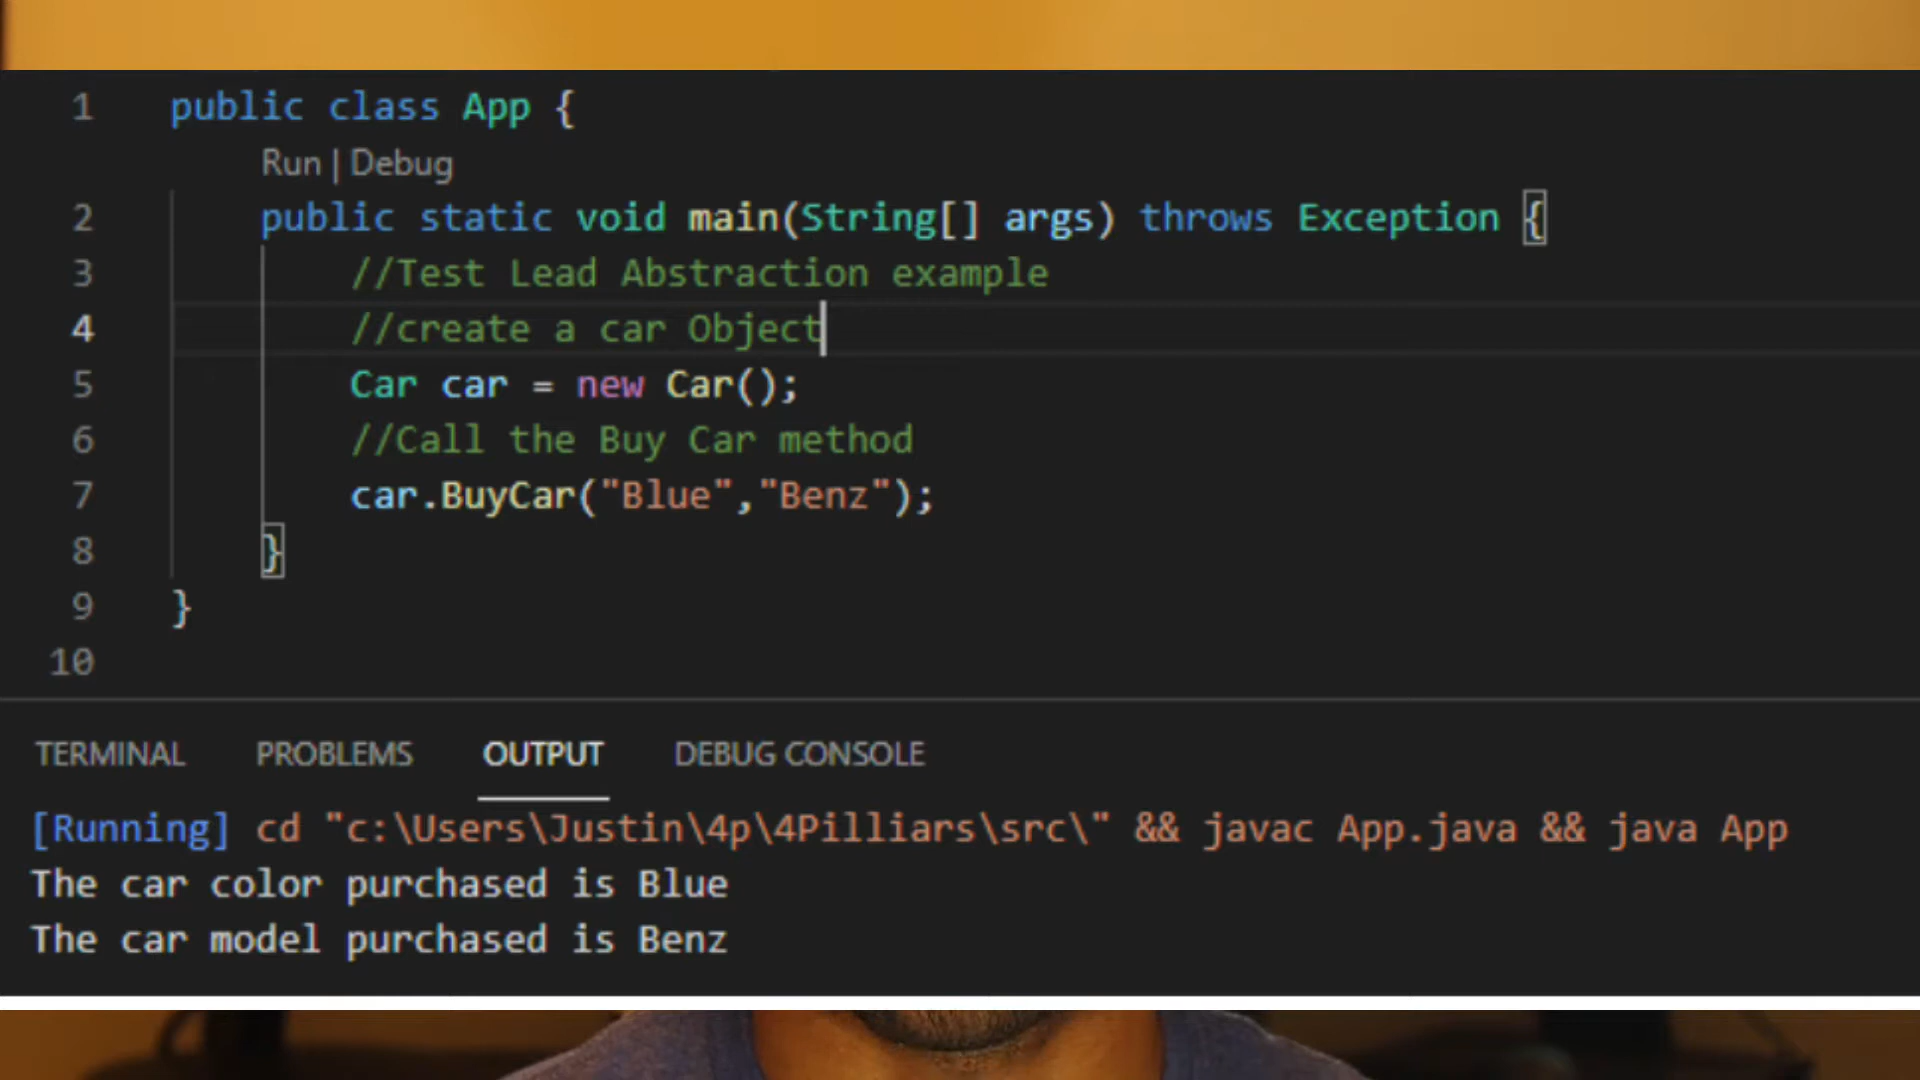 1 public class App {
Run | Debug
2 public static void main(String[] args) throws Exception {
3 //Test Lead Abstraction example
4 //create a car Object
5 Car car = new Car();
6 //Call the Buy Car method
7 car.BuyCar("Blue","Benz");
8 }
9 }
10
TERMINAL PROBLEMS OUTPUT DEBUG CONSOLE
[Running] cd "c:\Users\Justin\4p\4Pilliars\src\" && javac App.java && java App
The car color purchased is Blue
The car model purchased is Benz